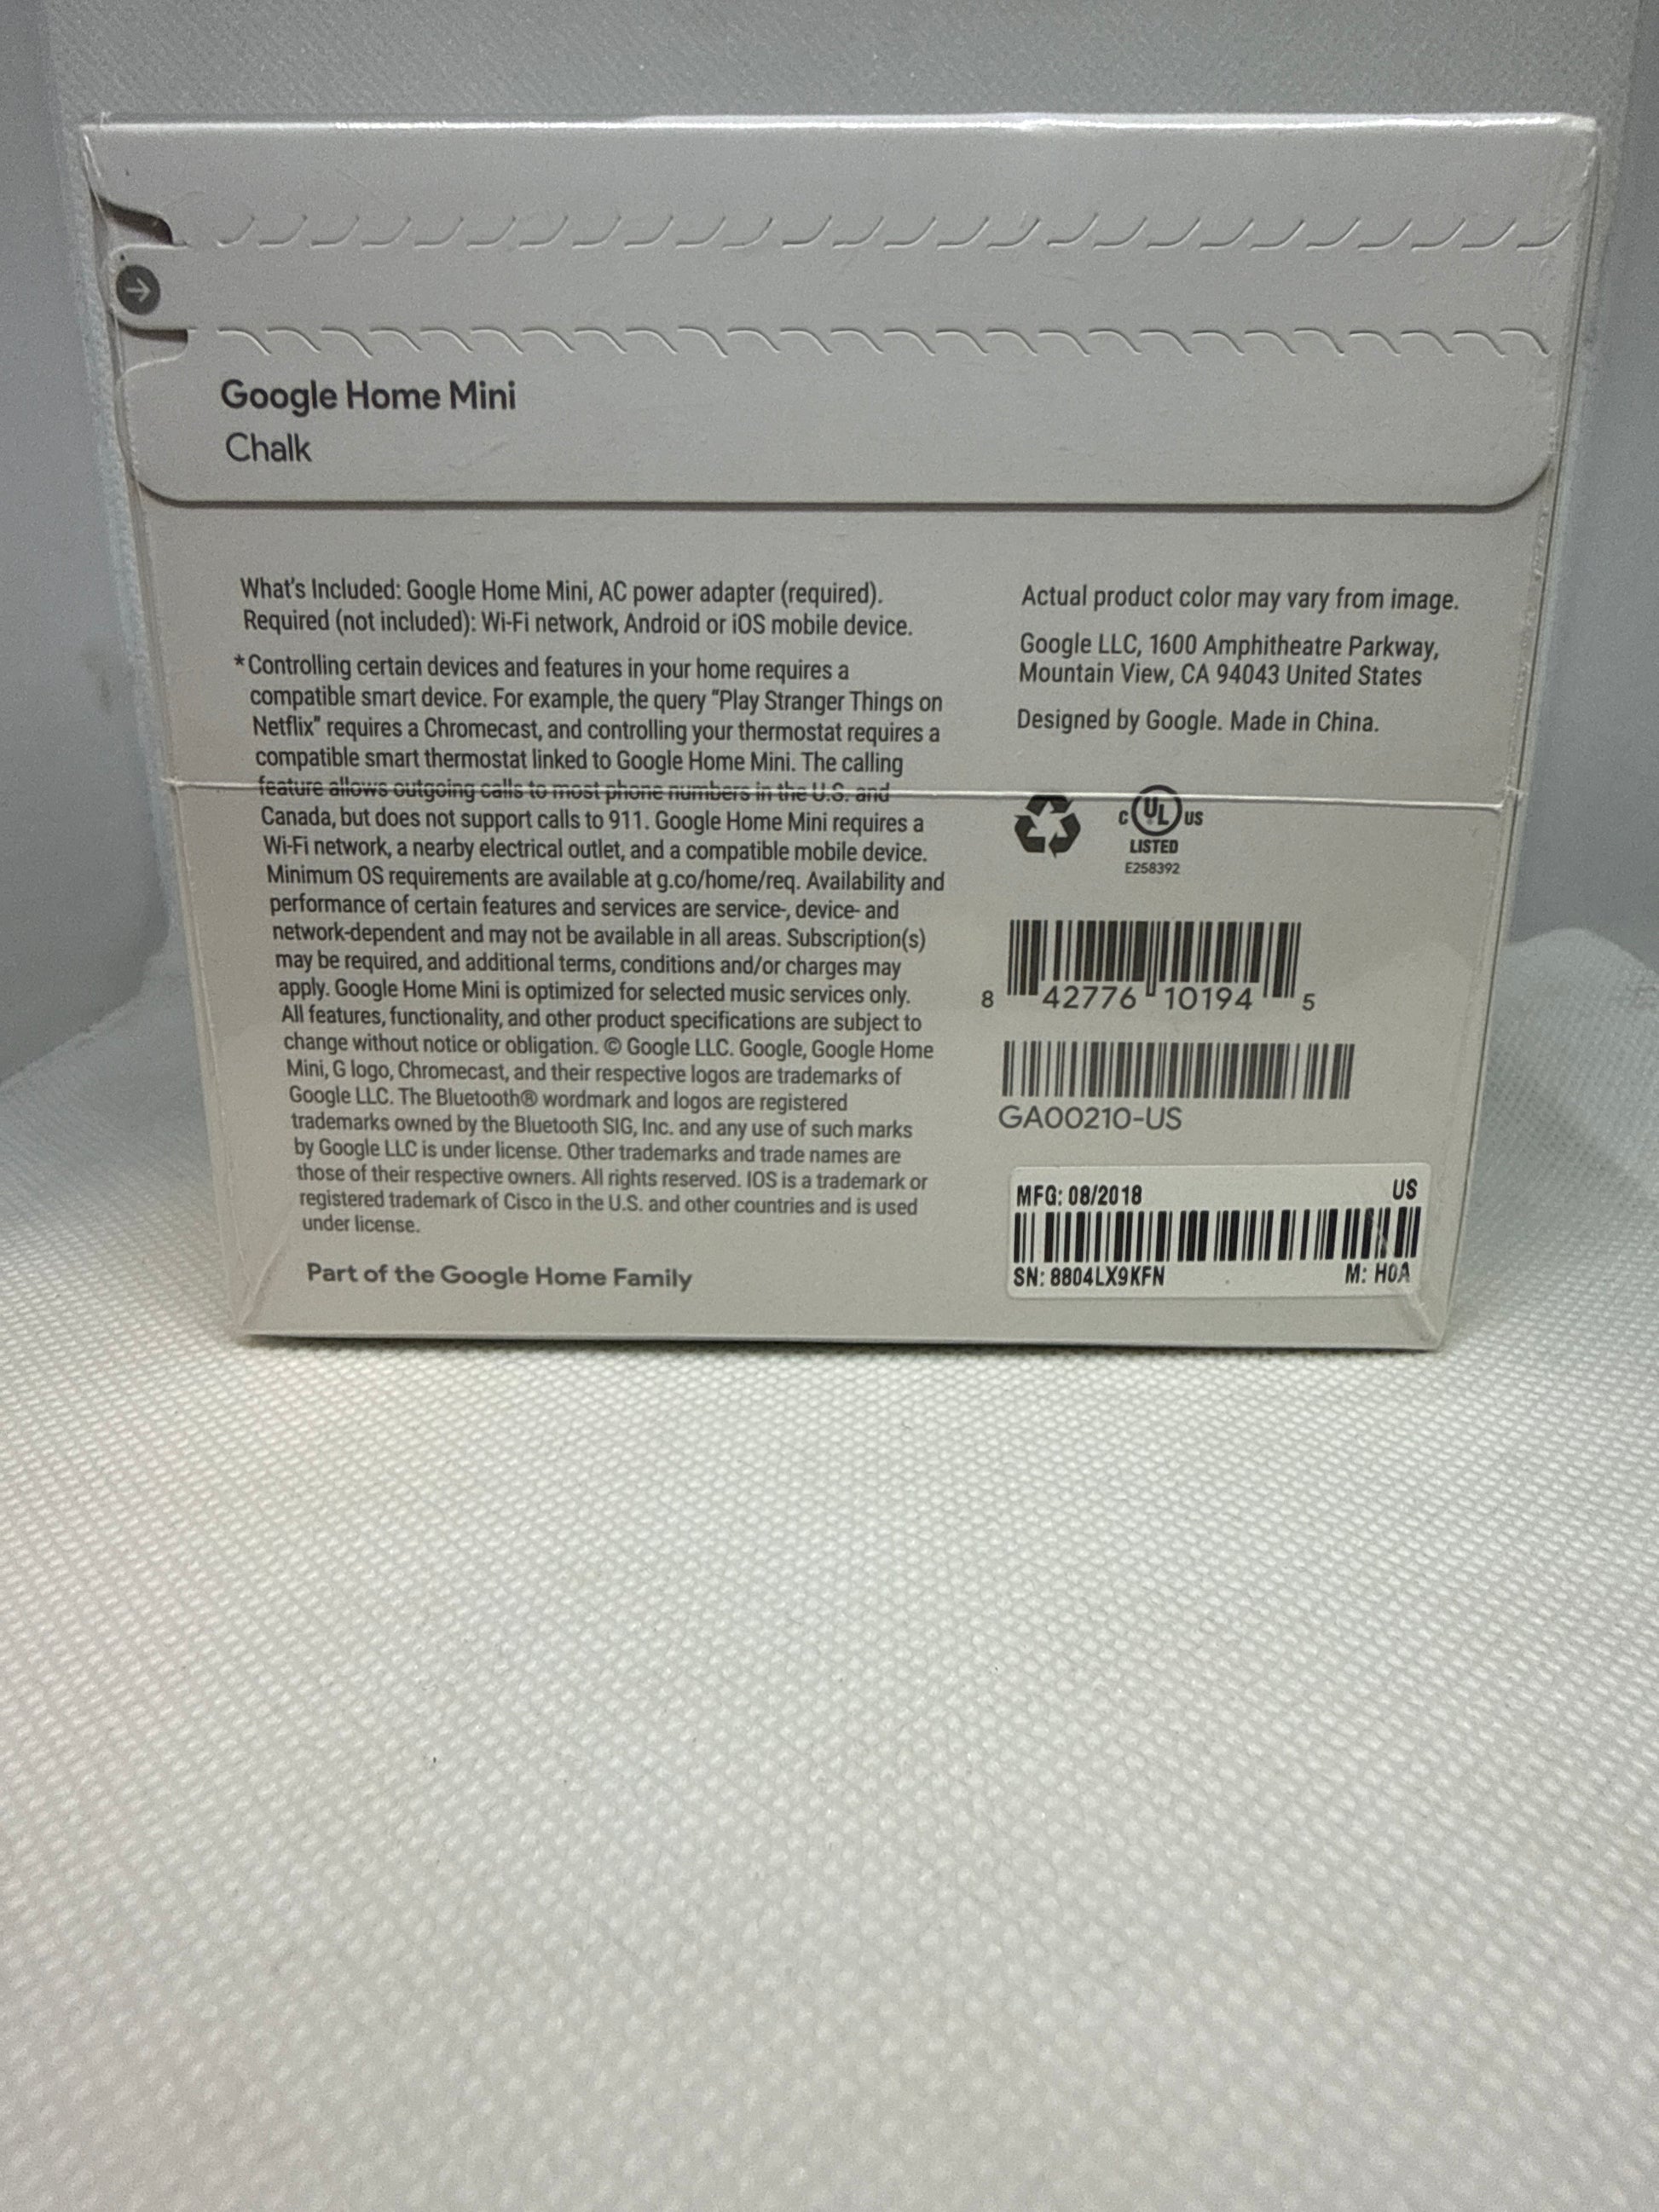 Google Home Mini
Chalk
What's Included: Google Home Mini, AC power adapter (required).
Required (not included): Wi-Fi network, Android or iOS mobile device.
*Controlling certain devices and features in your home requires a
compatible smart device. For example, the query "Play Stranger Things on
Netflix" requires a Chromecast, and controlling your thermostat requires a
compatible smart thermostat linked to Google Home Mini. The calling
feature allows outgoing calls to most phone numbers in the U.S. and
Canada, but does not support calls to 911. Google Home Mini requires a
Wi-Fi network, a nearby electrical outlet, and a compatible mobile device.
Minimum OS requirements are available at g.co/home/req. Availability and
performance of certain features and services are service-, device- and
network-dependent and may not be available in all areas. Subscription(s)
may be required, and additional terms, conditions and/or charges may
apply. Google Home Mini is optimized for selected music services only.
All features, functionality, and other product specifications are subject to
change without notice or obligation. © Google LLC. Google, Google Home
Mini, G logo, Chromecast, and their respective logos are trademarks of
Google LLC. The Bluetooth® wordmark and logos are registered
trademarks owned by the Bluetooth SIG, Inc. and any use of such marks
by Google LLC is under license. Other trademarks and trade names are
those of their respective owners. All rights reserved. IOS is a trademark or
registered trademark of Cisco in the U.S. and other countries and is used
under license.
Part of the Google Home Family
Actual product color may vary from image.
Google LLC, 1600 Amphitheatre Parkway,
Mountain View, CA 94043 United States
Designed by Google. Made in China.
C UL US
LISTED
E258392
8 42776 10194 5
GA00210-US
MFG: 08/2018 US
SN: 8804LX9KFN M: H0A